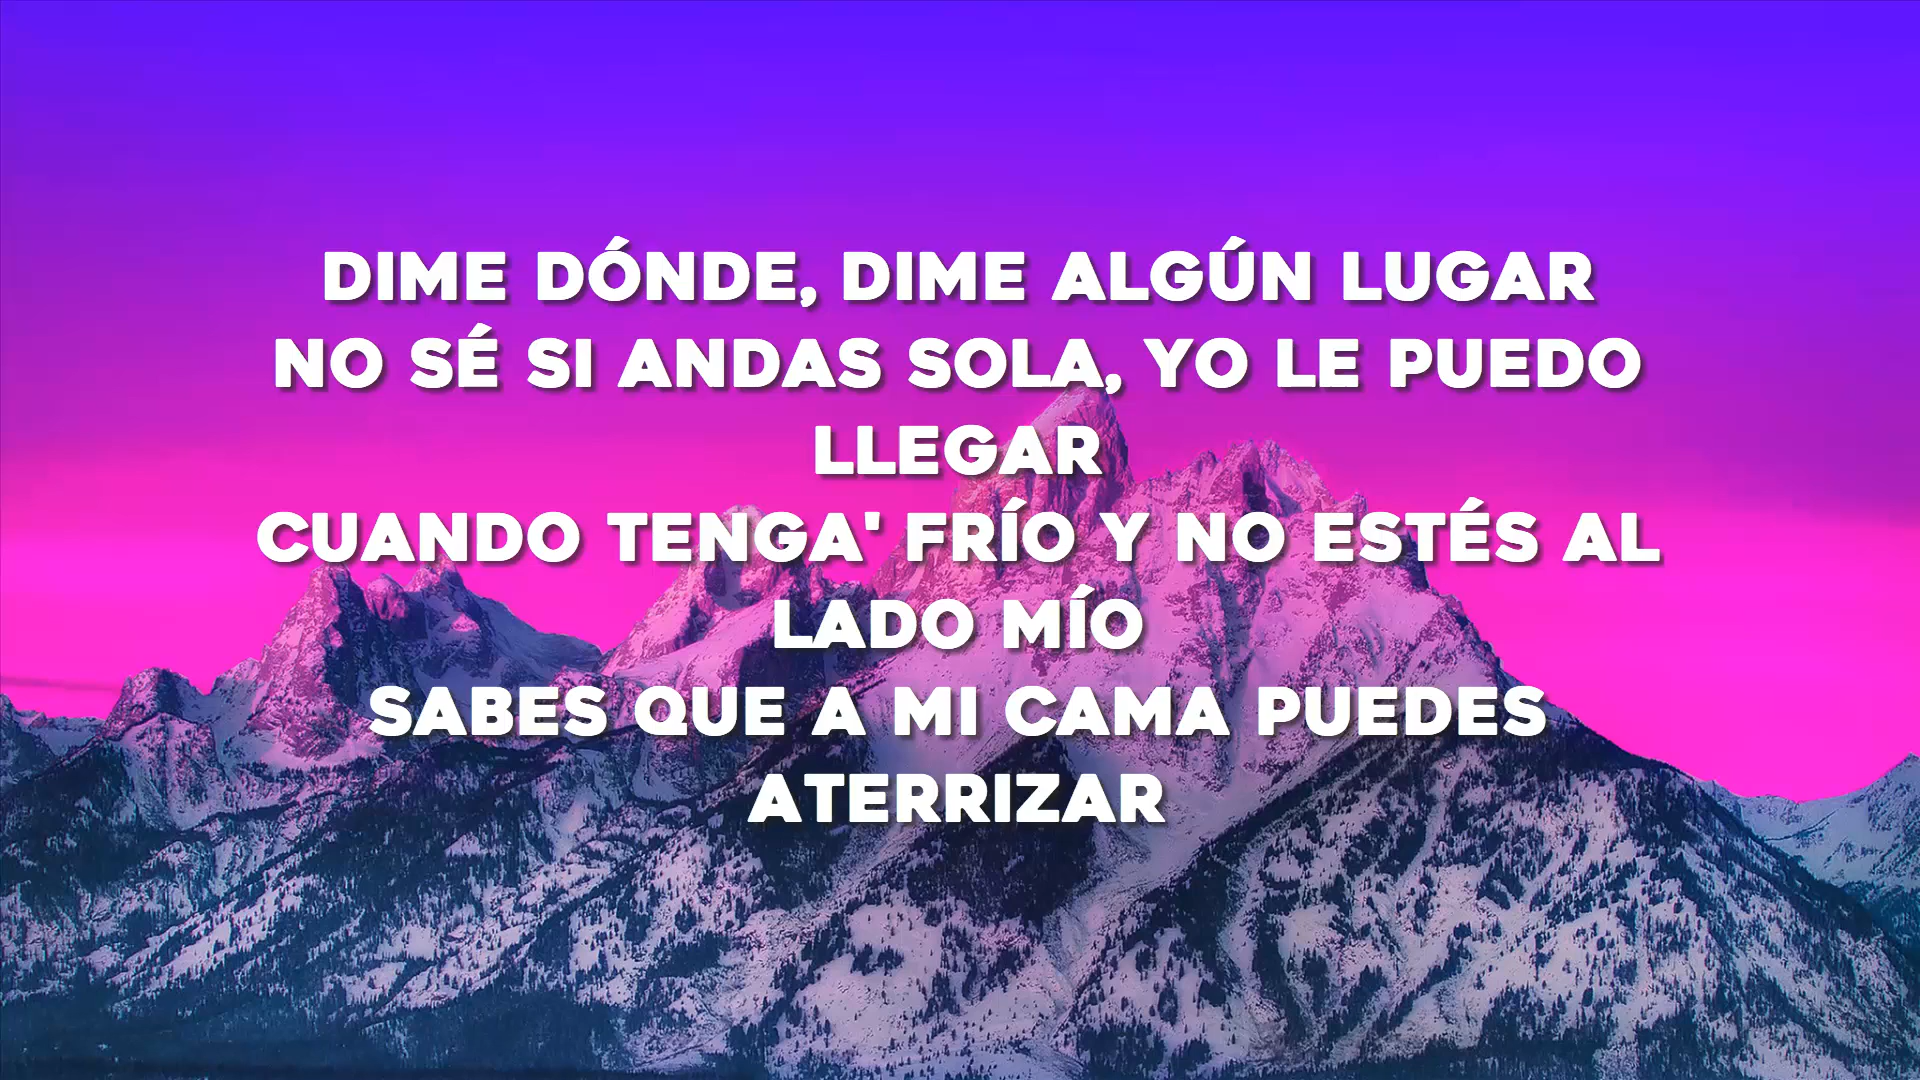 DIME DÓNDE, DIME ALGÚN LUGAR
NO SÉ SI ANDAS SOLA, YO LE PUEDO
LLEGAR
CUANDO TENGA' FRÍO Y NO ESTÉS AL
LADO MÍO
SABES QUE A MI CAMA PUEDES
ATERRIZAR